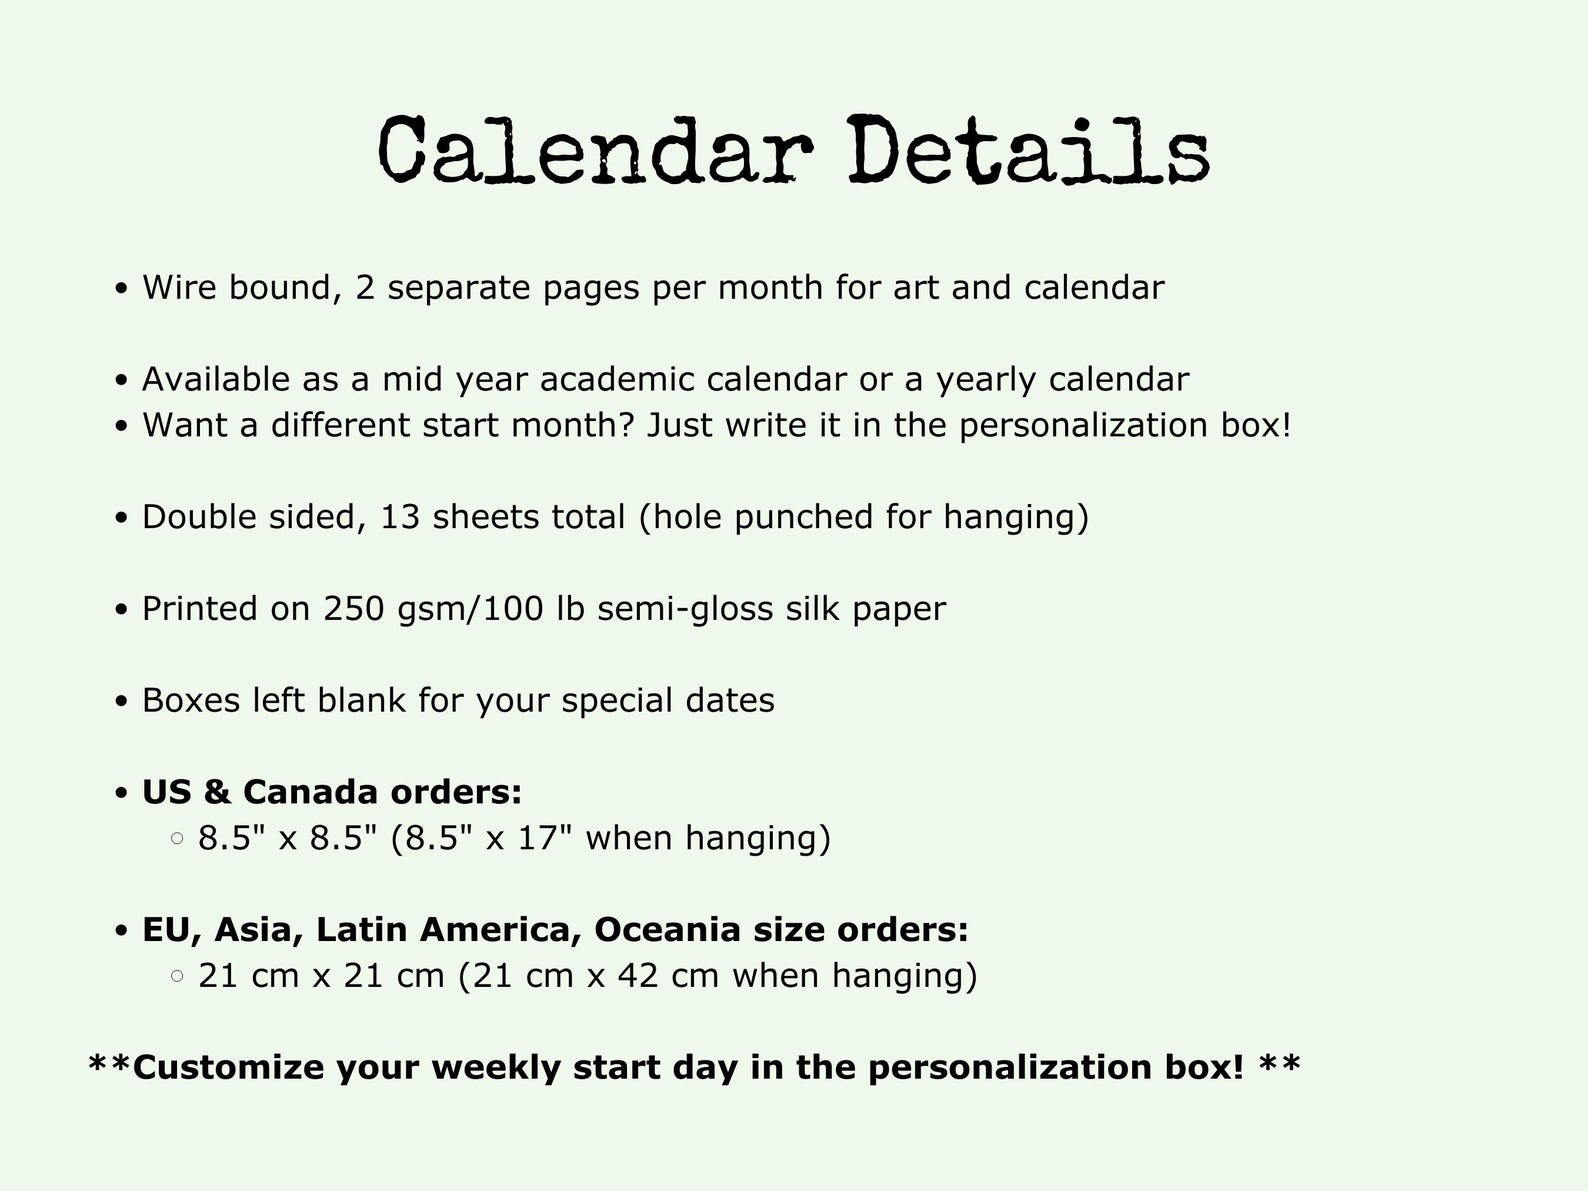 Calendar Details
• Wire bound, 2 separate pages per month for art and calendar
• Available as a mid year academic calendar or a yearly calendar
• Want a different start month? Just write it in the personalization box!
• Double sided, 13 sheets total (hole punched for hanging)
• Printed on 250 gsm/100 lb semi-gloss silk paper
• Boxes left blank for your special dates
• US & Canada orders:
○ 8.5" x 8.5" (8.5" x 17" when hanging)
• EU, Asia, Latin America, Oceania size orders:
○ 21 cm x 21 cm (21 cm x 42 cm when hanging)
**Customize your weekly start day in the personalization box! **